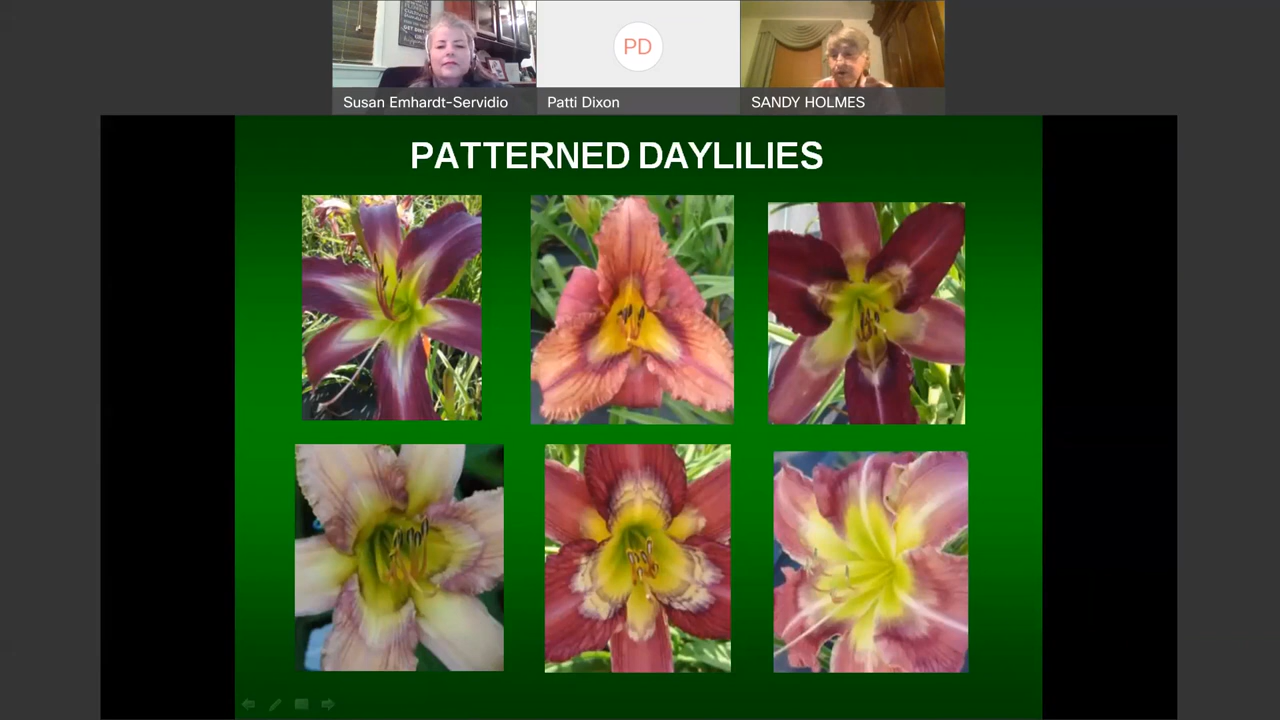 PD
Susan Emhardt-Servidio
Patti Dixon
SANDY HOLMES
PATTERNED DAYLILIES